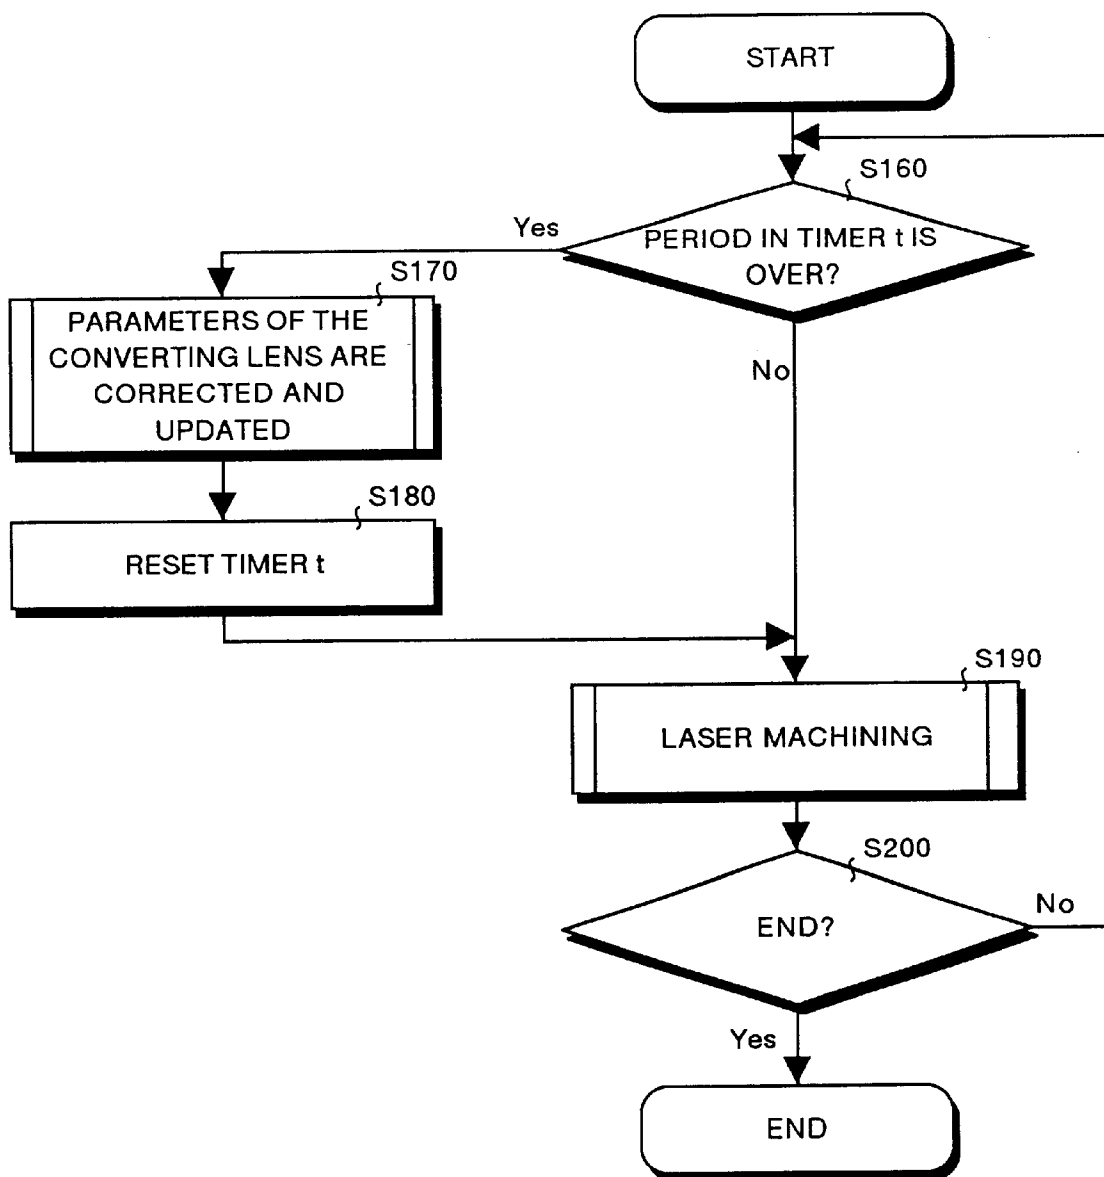 START
S160
Yes
PERIOD IN TIMER t IS
OVER?
S170
PARAMETERS OF THE
CONVERTING LENS ARE
CORRECTED AND
UPDATED
No
S180
RESET TIMER t
S190
LASER MACHINING
S200
END?
No
Yes
END